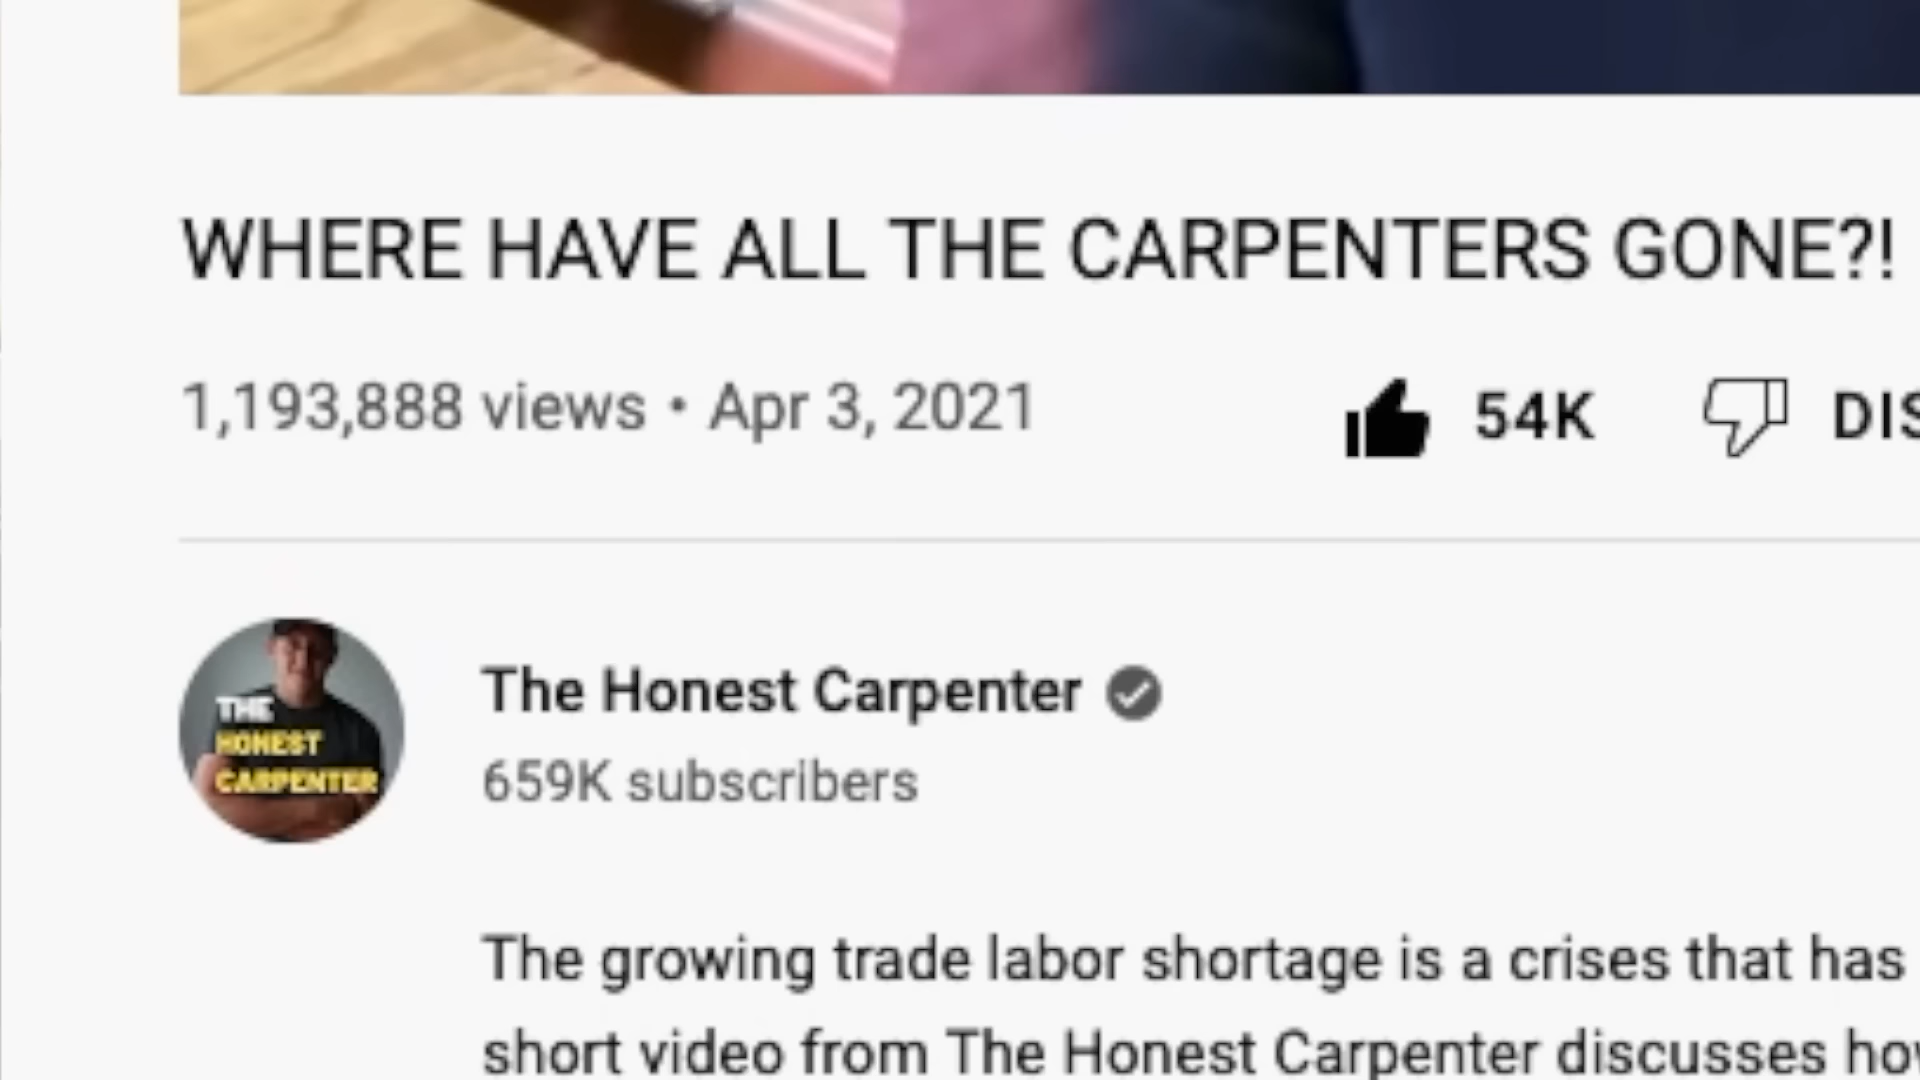 WHERE HAVE ALL THE CARPENTERS GONE?!
1,193,888 views • Apr 3, 2021
54K
DIS
THE
HONEST
CARPENTER
The Honest Carpenter
659K subscribers
The growing trade labor shortage is a crises that has
short video from The Honest Carpenter discusses how